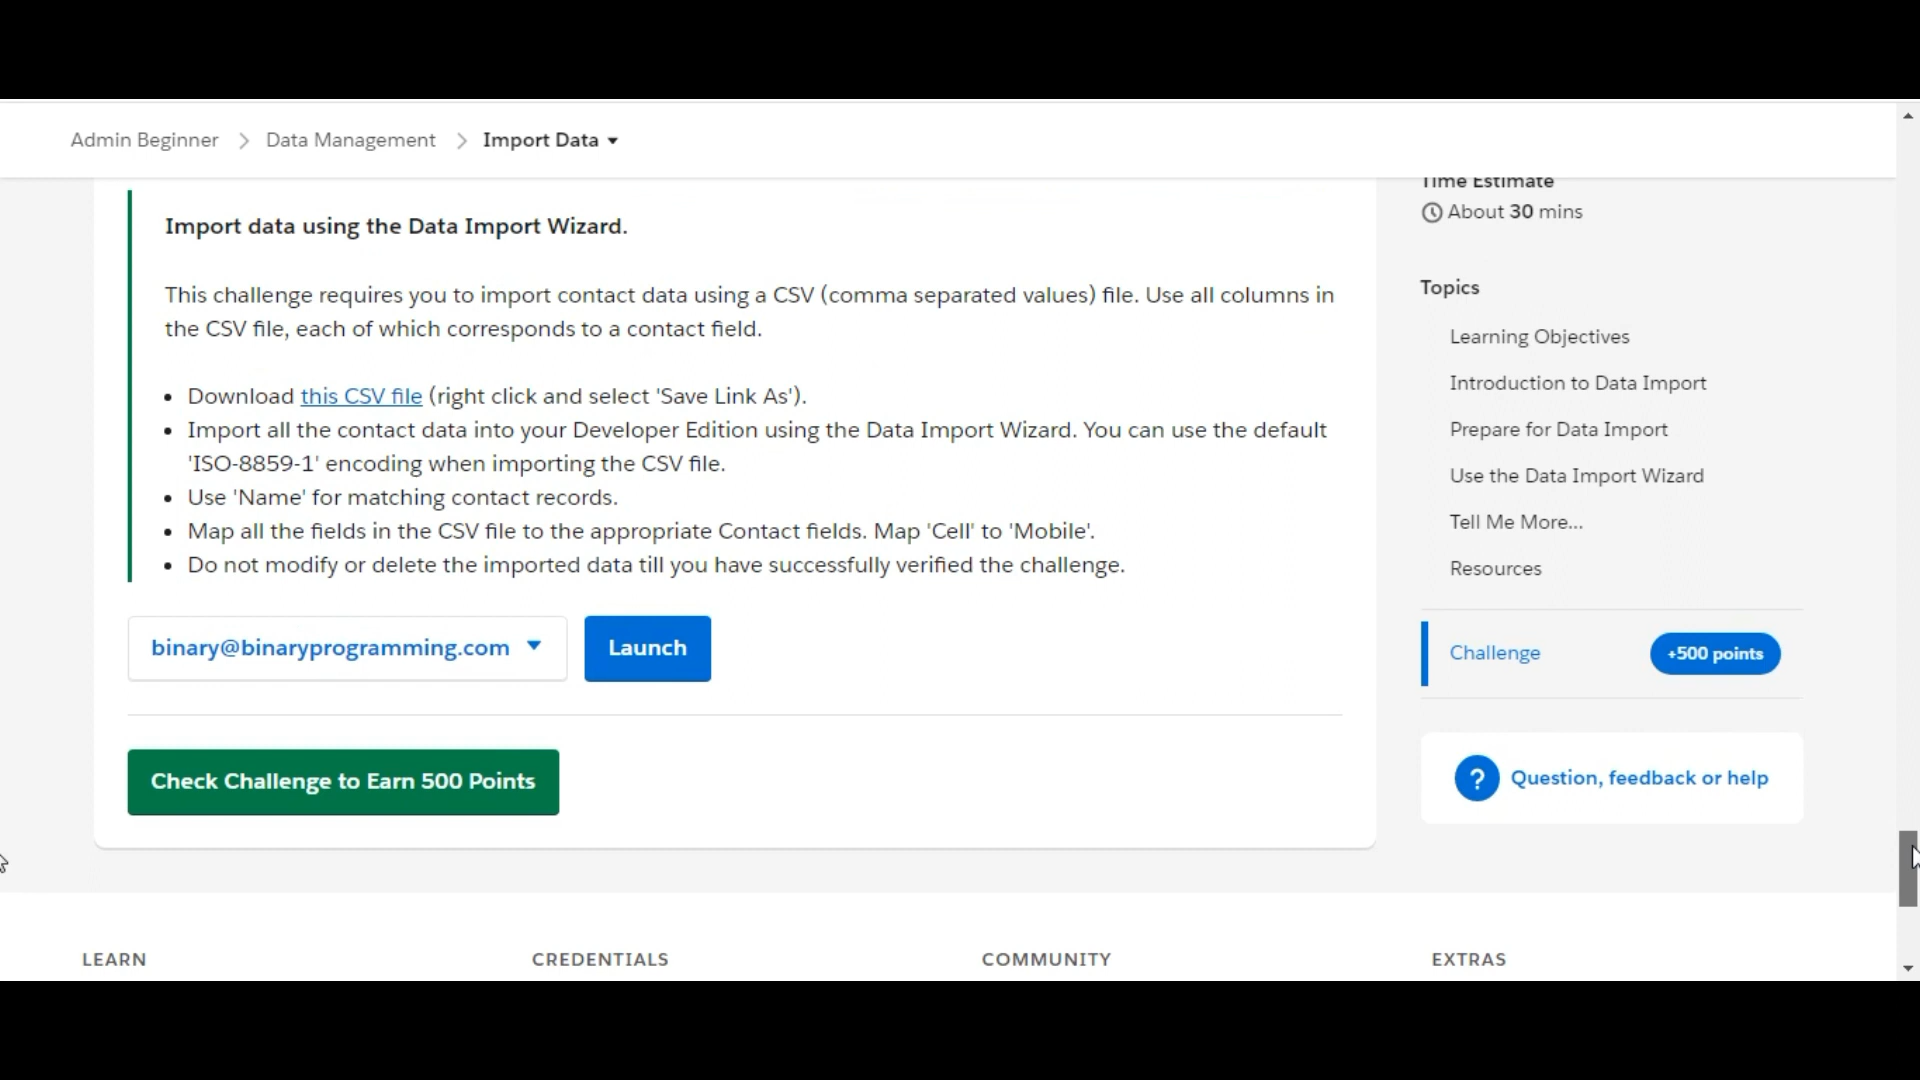 Admin Beginner > Data Management > Import Data
Import data using the Data Import Wizard.
This challenge requires you to import contact data using a CSV (comma separated values) file. Use all columns in
the CSV file, each of which corresponds to a contact field.
• Download this CSV file (right click and select 'Save Link As').
• Import all the contact data into your Developer Edition using the Data Import Wizard. You can use the default
'ISO-8859-1' encoding when importing the CSV file.
• Use 'Name' for matching contact records.
• Map all the fields in the CSV file to the appropriate Contact fields. Map 'Cell' to 'Mobile'.
• Do not modify or delete the imported data till you have successfully verified the challenge.
binary@binaryprogramming.com
Launch
Check Challenge to Earn 500 Points
Time Estimate
About 30 mins
Topics
Learning Objectives
Introduction to Data Import
Prepare for Data Import
Use the Data Import Wizard
Tell Me More...
Resources
Challenge
+500 points
? Question, feedback or help
LEARN
CREDENTIALS
COMMUNITY
EXTRAS